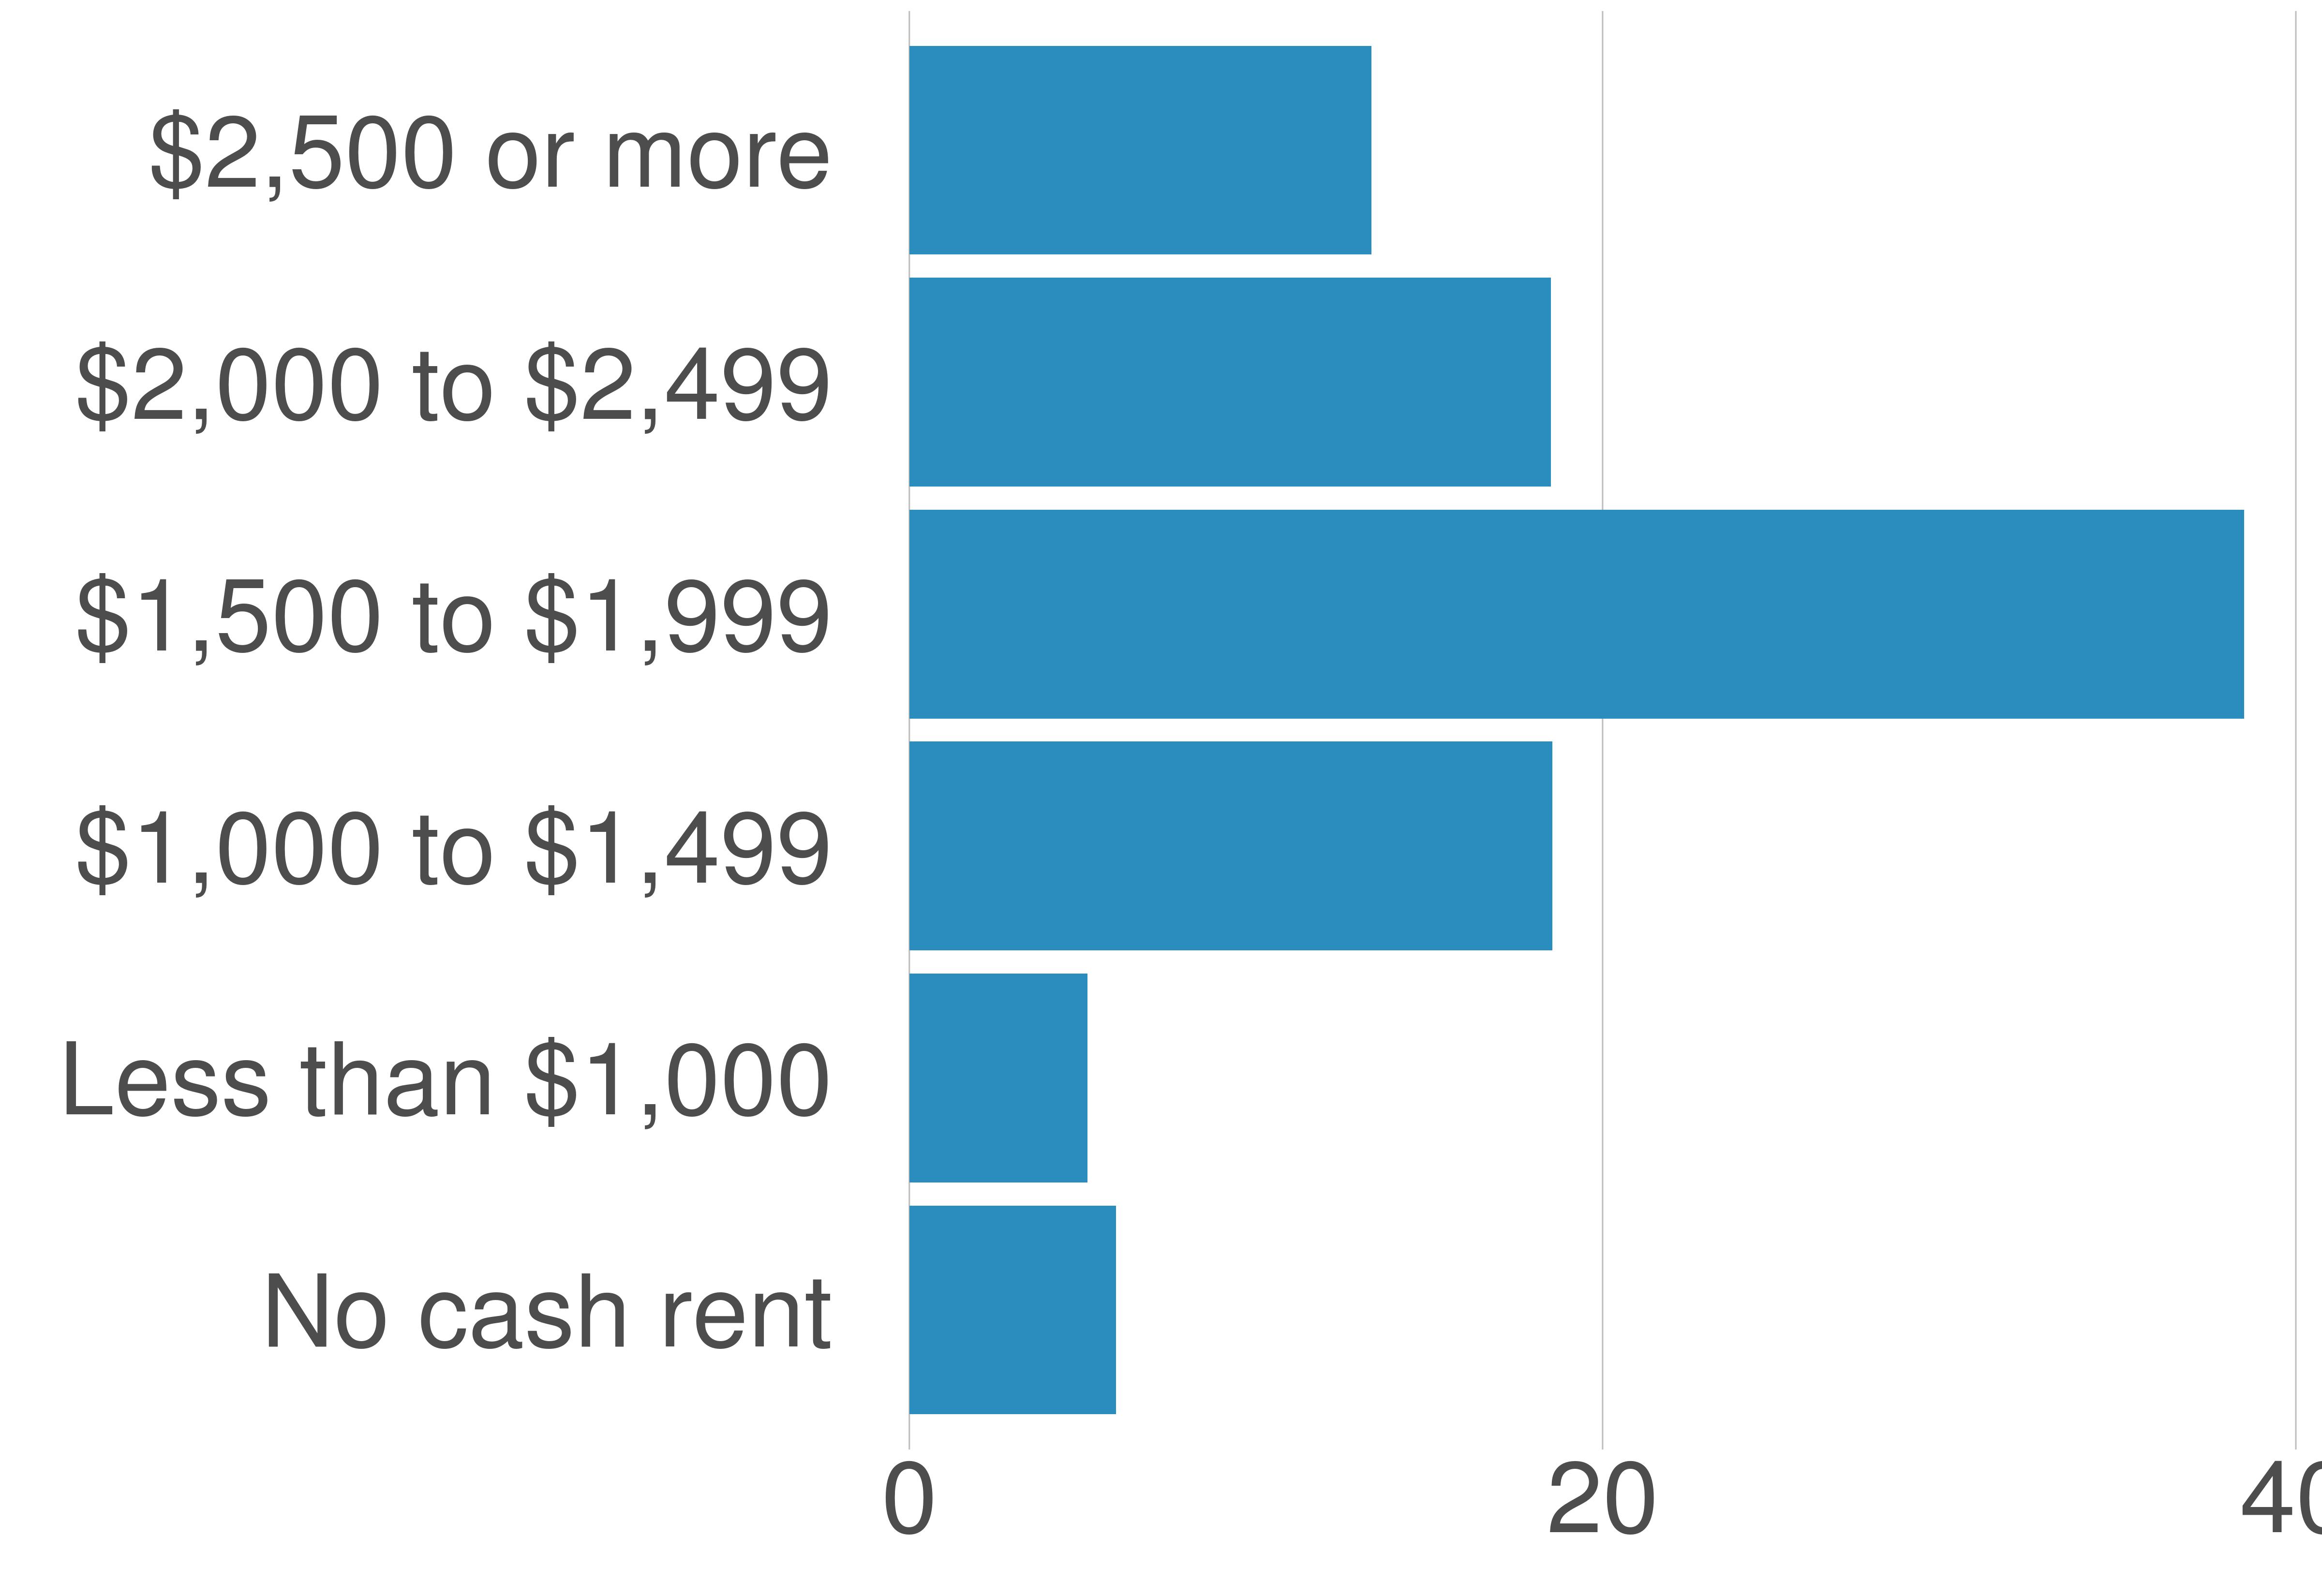 $2,500 or more
$2,000 to $2,499
$1,500 to $1,999
$1,000 to $1,499
Less than $1,000
No cash rent
0 20 40